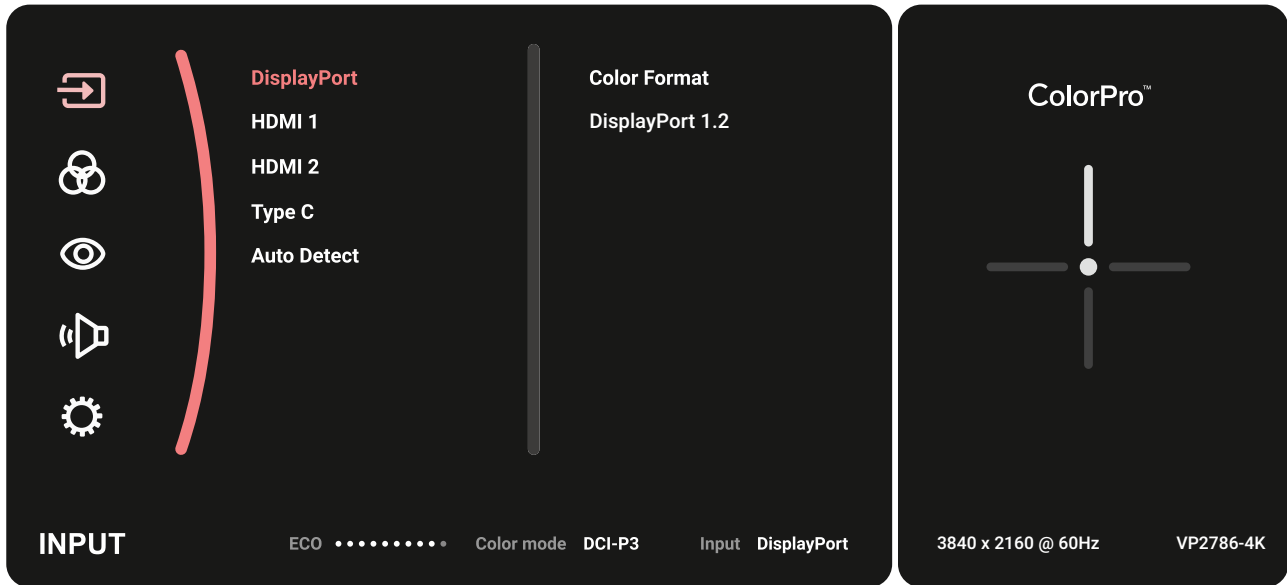 DisplayPort
HDMI 1
HDMI 2
Type C
Auto Detect
Color Format
DisplayPort 1.2
INPUT
ECO
Color mode DCI-P3
Input DisplayPort
ColorPro™
3840 x 2160 @ 60Hz
VP2786-4K